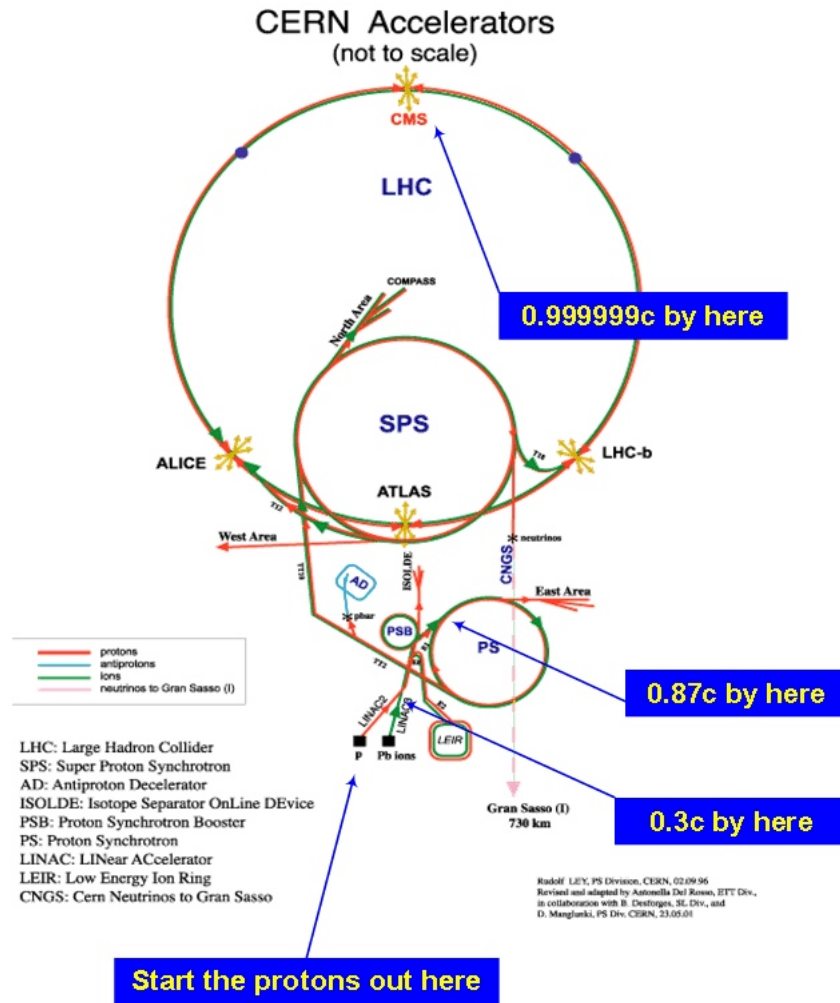 CERN Accelerators
(not to scale)
CMS
LHC
COMPASS
North Area
0.999999c by here
SPS
ALICE
LHC-b
TI8
ATLAS
TI2
West Area
neutrinos
CNGS
ISOLDE
East Area
TT10
AD
pbar
PSB
PS
TT2
E2
LINAC2
LINAC3
p
Pb ions
LEIR
0.87c by here
0.3c by here
Gran Sasso (I)
730 km
protons
antiprotons
ions
neutrinos to Gran Sasso (I)
LHC: Large Hadron Collider
SPS: Super Proton Synchrotron
AD: Antiproton Decelerator
ISOLDE: Isotope Separator OnLine DEvice
PSB: Proton Synchrotron Booster
PS: Proton Synchrotron
LINAC: LINear ACcelerator
LEIR: Low Energy Ion Ring
CNGS: Cern Neutrinos to Gran Sasso
Rudolf LEY, PS Division, CERN, 02.09.96
Revised and adapted by Antonella Del Rosso, ETT Div.,
in collaboration with B. Desforges, SL Div., and
D. Manglunki, PS Div. CERN, 23.05.01
Start the protons out here